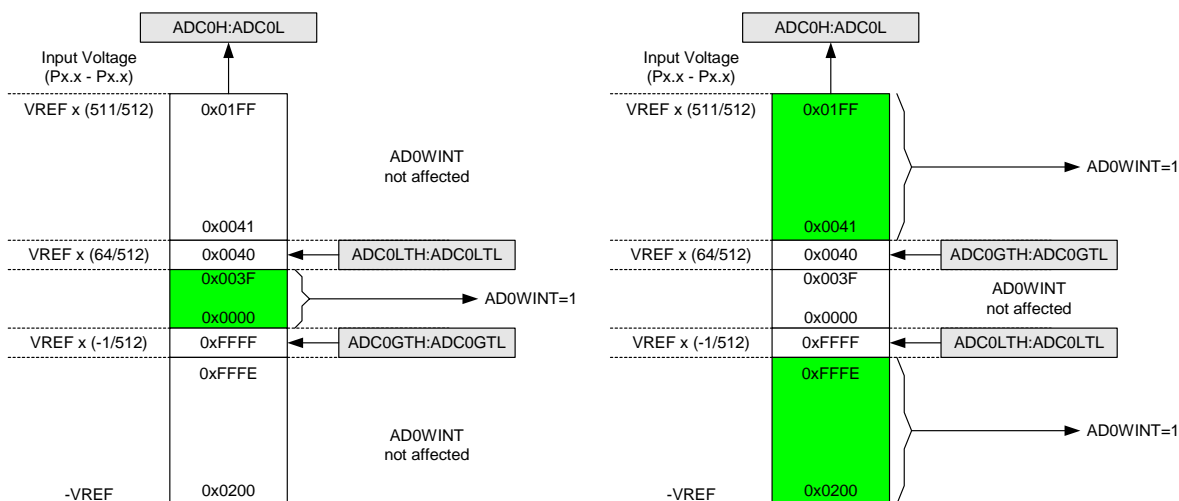 ADC0H:ADC0L
Input Voltage
(Px.x - Px.x)
VREF x (511/512)
0x01FF
AD0WINT
not affected
0x0041
VREF x (64/512)
0x0040
ADC0LTH:ADC0LTL
0x003F
AD0WINT=1
0x0000
VREF x (-1/512)
0xFFFF
ADC0GTH:ADC0GTL
0xFFFE
AD0WINT
not affected
-VREF
0x0200
ADC0H:ADC0L
Input Voltage
(Px.x - Px.x)
VREF x (511/512)
0x01FF
AD0WINT=1
0x0041
VREF x (64/512)
0x0040
ADC0GTH:ADC0GTL
0x003F
AD0WINT
not affected
0x0000
VREF x (-1/512)
0xFFFF
ADC0LTH:ADC0LTL
0xFFFE
AD0WINT=1
-VREF
0x0200